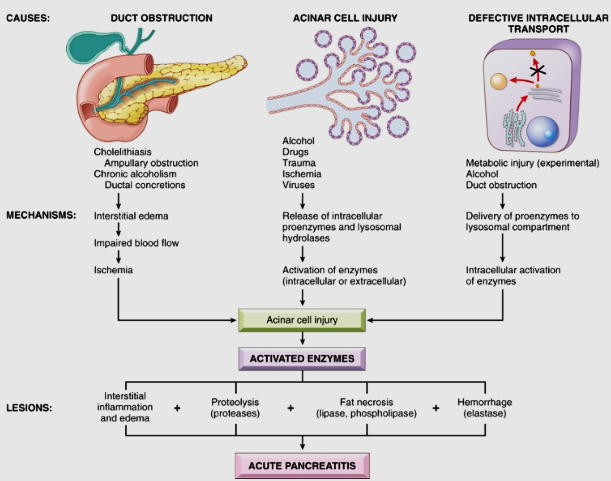 CAUSES:
DUCT OBSTRUCTION
ACINAR CELL INJURY
DEFECTIVE INTRACELLULAR
TRANSPORT
Cholelithiasis
Ampullary obstruction
Chronic alcoholism
Ductal concretions
Alcohol
Drugs
Trauma
Ischemia
Viruses
Metabolic injury (experimental)
Alcohol
Duct obstruction
MECHANISMS:
Interstitial edema
Impaired blood flow
Ischemia
Release of intracellular
proenzymes and lysosomal
hydrolases
Activation of enzymes
(intracellular or extracellular)
Delivery of proenzymes to
lysosomal compartment
Intracellular activation
of enzymes
Acinar cell injury
ACTIVATED ENZYMES
LESIONS:
Interstitial
inflammation
and edema
+
Proteolysis
(proteases)
+
Fat necrosis
(lipase, phospholipase)
+
Hemorrhage
(elastase)
ACUTE PANCREATITIS